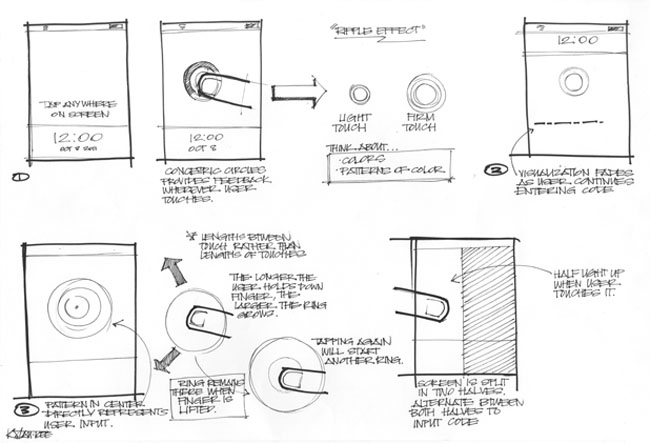 TAP ANYWHERE
ON SCREEN
12:00
OCT 8 2011
1
12:00
OCT 8
CONCENTRIC CIRCLES
PROVIDES FEEDBACK
WHEREVER USER
TOUCHES.
"RIPPLE EFFECT"
LIGHT
TOUCH
FIRM
TOUCH
THINK ABOUT...
· COLORS
· PATTERNS OF COLOR
12:00
2
VISUALIZATION FADES
AS USER CONTINUES
ENTERING CODE
3
PATTERN IN CENTER
DIRECTLY REPRESENTS
USER INPUT.
* LENGTHS BETWEEN
TOUCH RATHER THAN
LENGTHS OF TOUCHES
THE LONGER THE
USER HOLDS DOWN
FINGER, THE
LARGER THE RING
GROWS.
RING REMAINS
THERE WHEN
FINGER IS
LIFTED.
TAPPING AGAIN
WILL START
ANOTHER RING.
HALF LIGHT UP
WHEN USER
TOUCHES IT.
SCREEN IS SPLIT
IN TWO HALVES.
ALTERNATE BETWEEN
BOTH HALVES TO
INPUT CODE